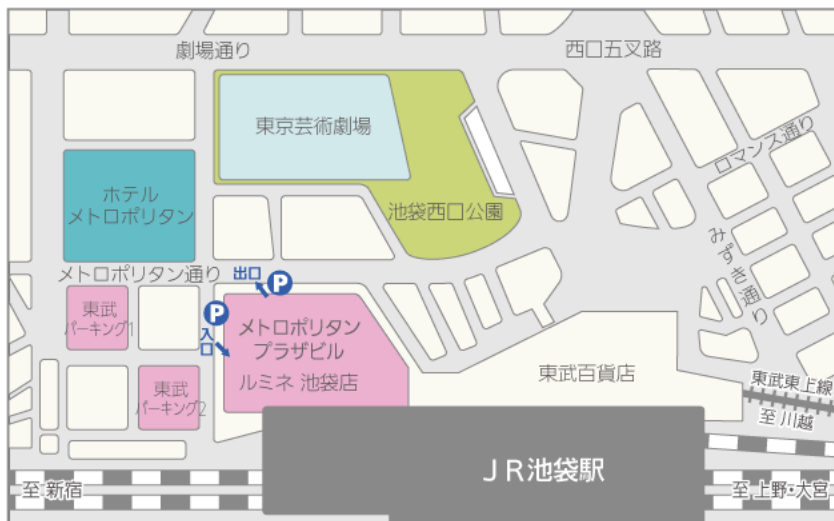 劇場通り
西口五叉路
東京芸術劇場
ロマンス通り
ホテル
メトロポリタン
池袋西口公園
みずき通り
メトロポリタン通り
出口
P
P
入口
東武
パーキング1
メトロポリタン
プラザビル
ルミネ 池袋店
東武百貨店
東武
パーキング2
東武東上線
至 川越
JR池袋駅
至 新宿
至 上野・大宮